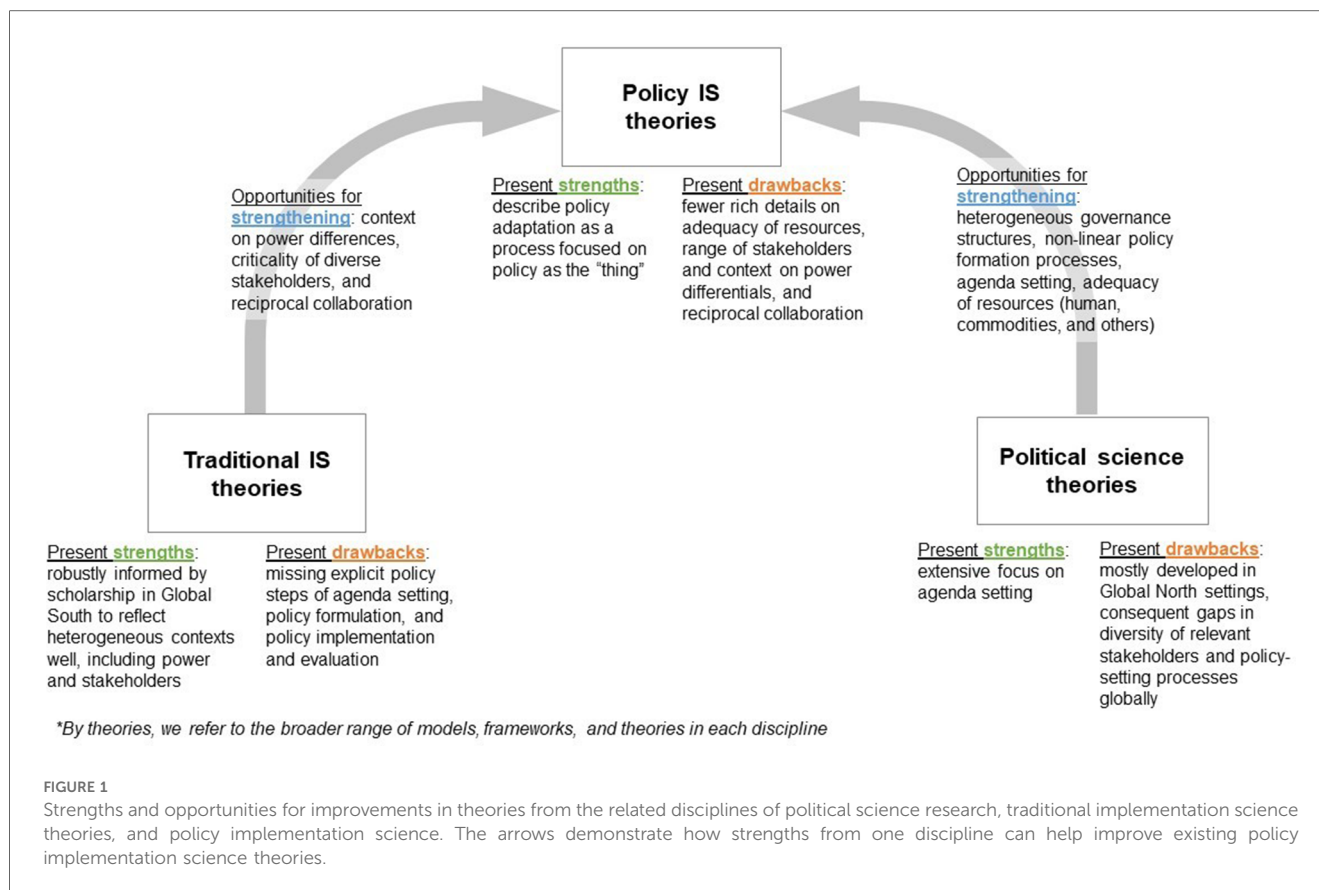 Policy IS
theories
Opportunities for
strengthening: context
on power differences,
criticality of diverse
stakeholders, and
reciprocal collaboration
Present strengths:
describe policy
adaptation as a
process focused on
policy as the “thing”
Present drawbacks:
fewer rich details on
adequacy of resources,
range of stakeholders
and context on power
differentials, and
reciprocal collaboration
Opportunities for
strengthening:
heterogeneous governance
structures, non-linear policy
formation processes,
agenda setting, adequacy
of resources (human,
commodities, and others)
Traditional IS
theories
Present strengths:
robustly informed by
scholarship in Global
South to reflect
heterogeneous contexts
well, including power
and stakeholders
Present drawbacks:
missing explicit policy
steps of agenda setting,
policy formulation, and
policy implementation
and evaluation
Political science
theories
Present strengths:
extensive focus on
agenda setting
Present drawbacks:
mostly developed in
Global North settings,
consequent gaps in
diversity of relevant
stakeholders and policy-
setting processes
globally
*By theories, we refer to the broader range of models, frameworks, and theories in each discipline
FIGURE 1
Strengths and opportunities for improvements in theories from the related disciplines of political science research, traditional implementation science
theories, and policy implementation science. The arrows demonstrate how strengths from one discipline can help improve existing policy
implementation science theories.